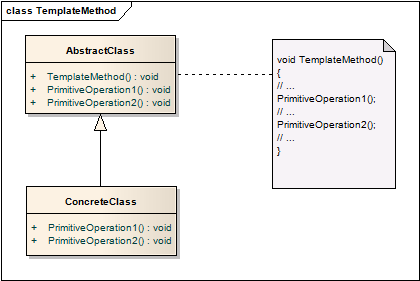 class TemplateMethod
AbstractClass
+ TemplateMethod() : void
+ PrimitiveOperation1() : void
+ PrimitiveOperation2() : void
void TemplateMethod()
{
// ...
PrimitiveOperation1();
// ...
PrimitiveOperation2();
// ...
}
ConcreteClass
+ PrimitiveOperation1() : void
+ PrimitiveOperation2() : void